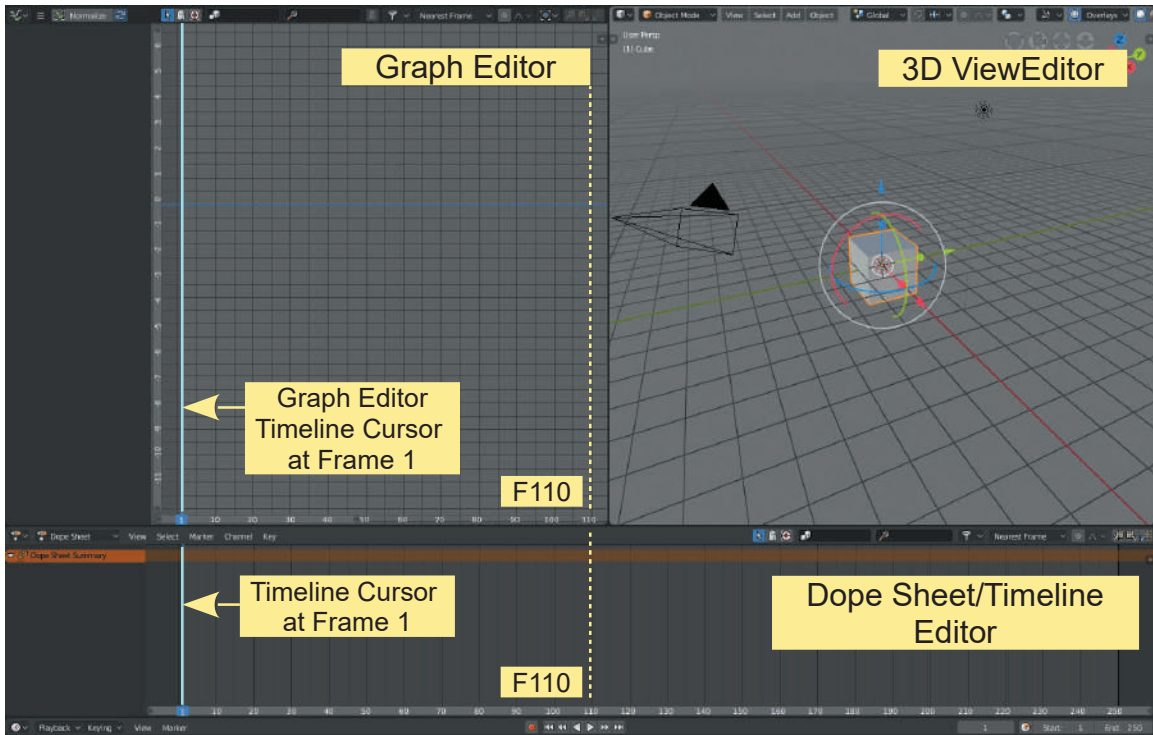 Normalize
Nearest Frame
Graph Editor
Object Mode View Select Add Object Global Overlays
User Persp
(1) Cube
3D ViewEditor
Z
Y
X
Graph Editor
Timeline Cursor
at Frame 1
F110
1 10 20 30 40 50 60 70 80 90 100 110
Dope Sheet View Select Marker Channel Key Nearest Frame
Dope Sheet Summary
Timeline Cursor
at Frame 1
Dope Sheet/Timeline
Editor
F110
1 10 20 30 40 50 60 70 80 90 100 110 120 130 140 150 160 170 180 190 200 210 220 230 240 250
Playback Keying View Marker 1 Start: 1 End: 250